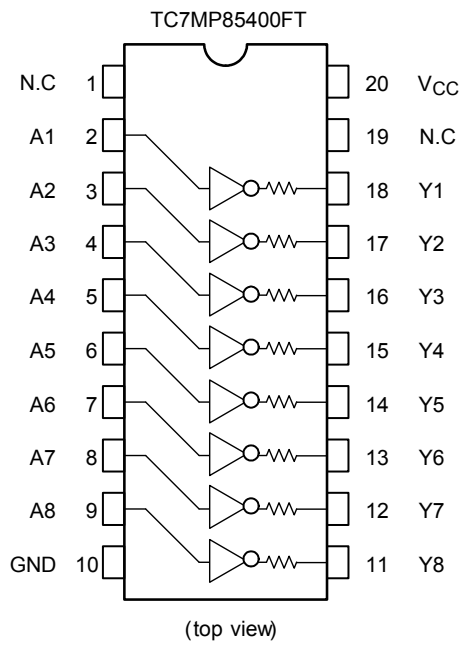 TC7MP85400FT
N.C 1 20 VCC
A1 2 19 N.C
A2 3 18 Y1
A3 4 17 Y2
A4 5 16 Y3
A5 6 15 Y4
A6 7 14 Y5
A7 8 13 Y6
A8 9 12 Y7
GND 10 11 Y8
(top view)